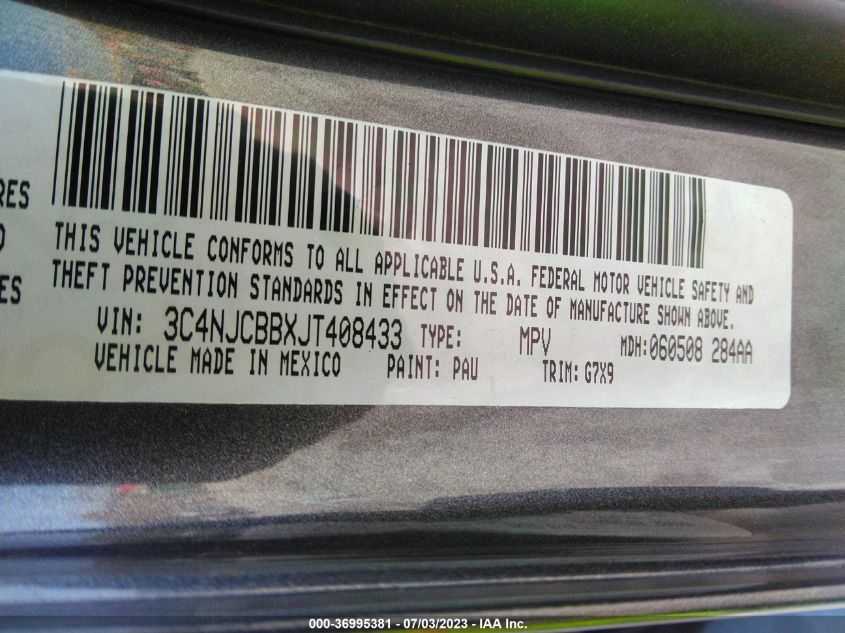 RES
THIS VEHICLE CONFORMS TO ALL APPLICABLE U.S.A. FEDERAL MOTOR VEHICLE SAFETY AND
ES THEFT PREVENTION STANDARDS IN EFFECT ON THE DATE OF MANUFACTURE SHOWN ABOVE.
VIN: 3C4NJCBBXJT408433 TYPE: MPV MDH:060508 284AA
VEHICLE MADE IN MEXICO PAINT: PAU TRIM: G7X9
000-36995381 - 07/03/2023 - © IAA Inc.